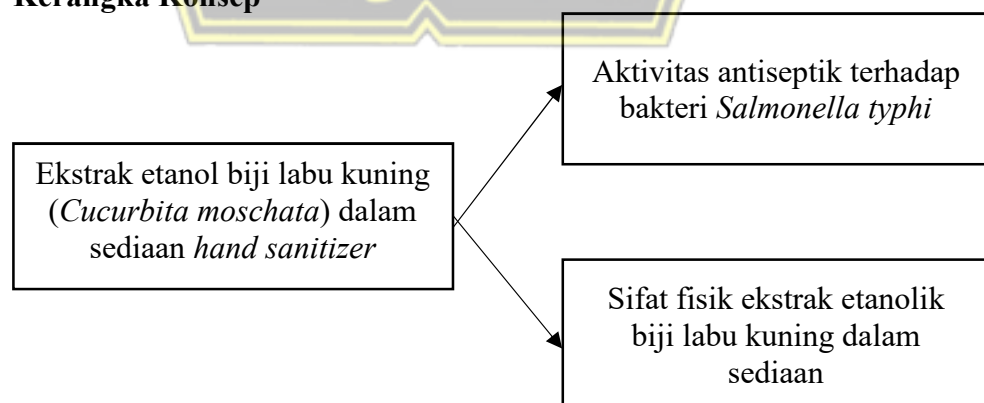 Kerangka Konsep
Aktivitas antiseptik terhadap
bakteri Salmonella typhi
Ekstrak etanol biji labu kuning
(Cucurbita moschata) dalam
sediaan hand sanitizer
Sifat fisik ekstrak etanolik
biji labu kuning dalam
sediaan